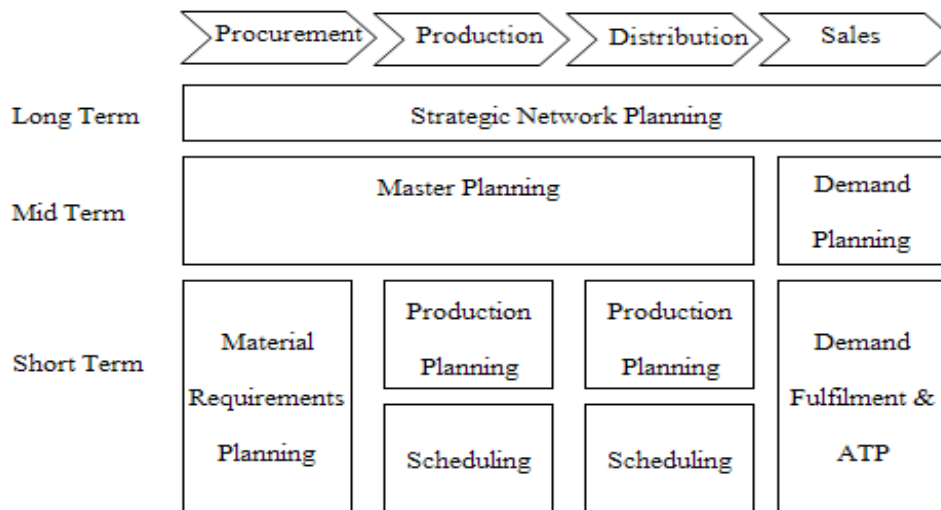 Procurement
Production
Distribution
Sales
Long Term
Strategic Network Planning
Mid Term
Master Planning
Demand
Planning
Short Term
Material
Requirements
Planning
Production
Planning
Scheduling
Production
Planning
Scheduling
Demand
Fulfilment &
ATP